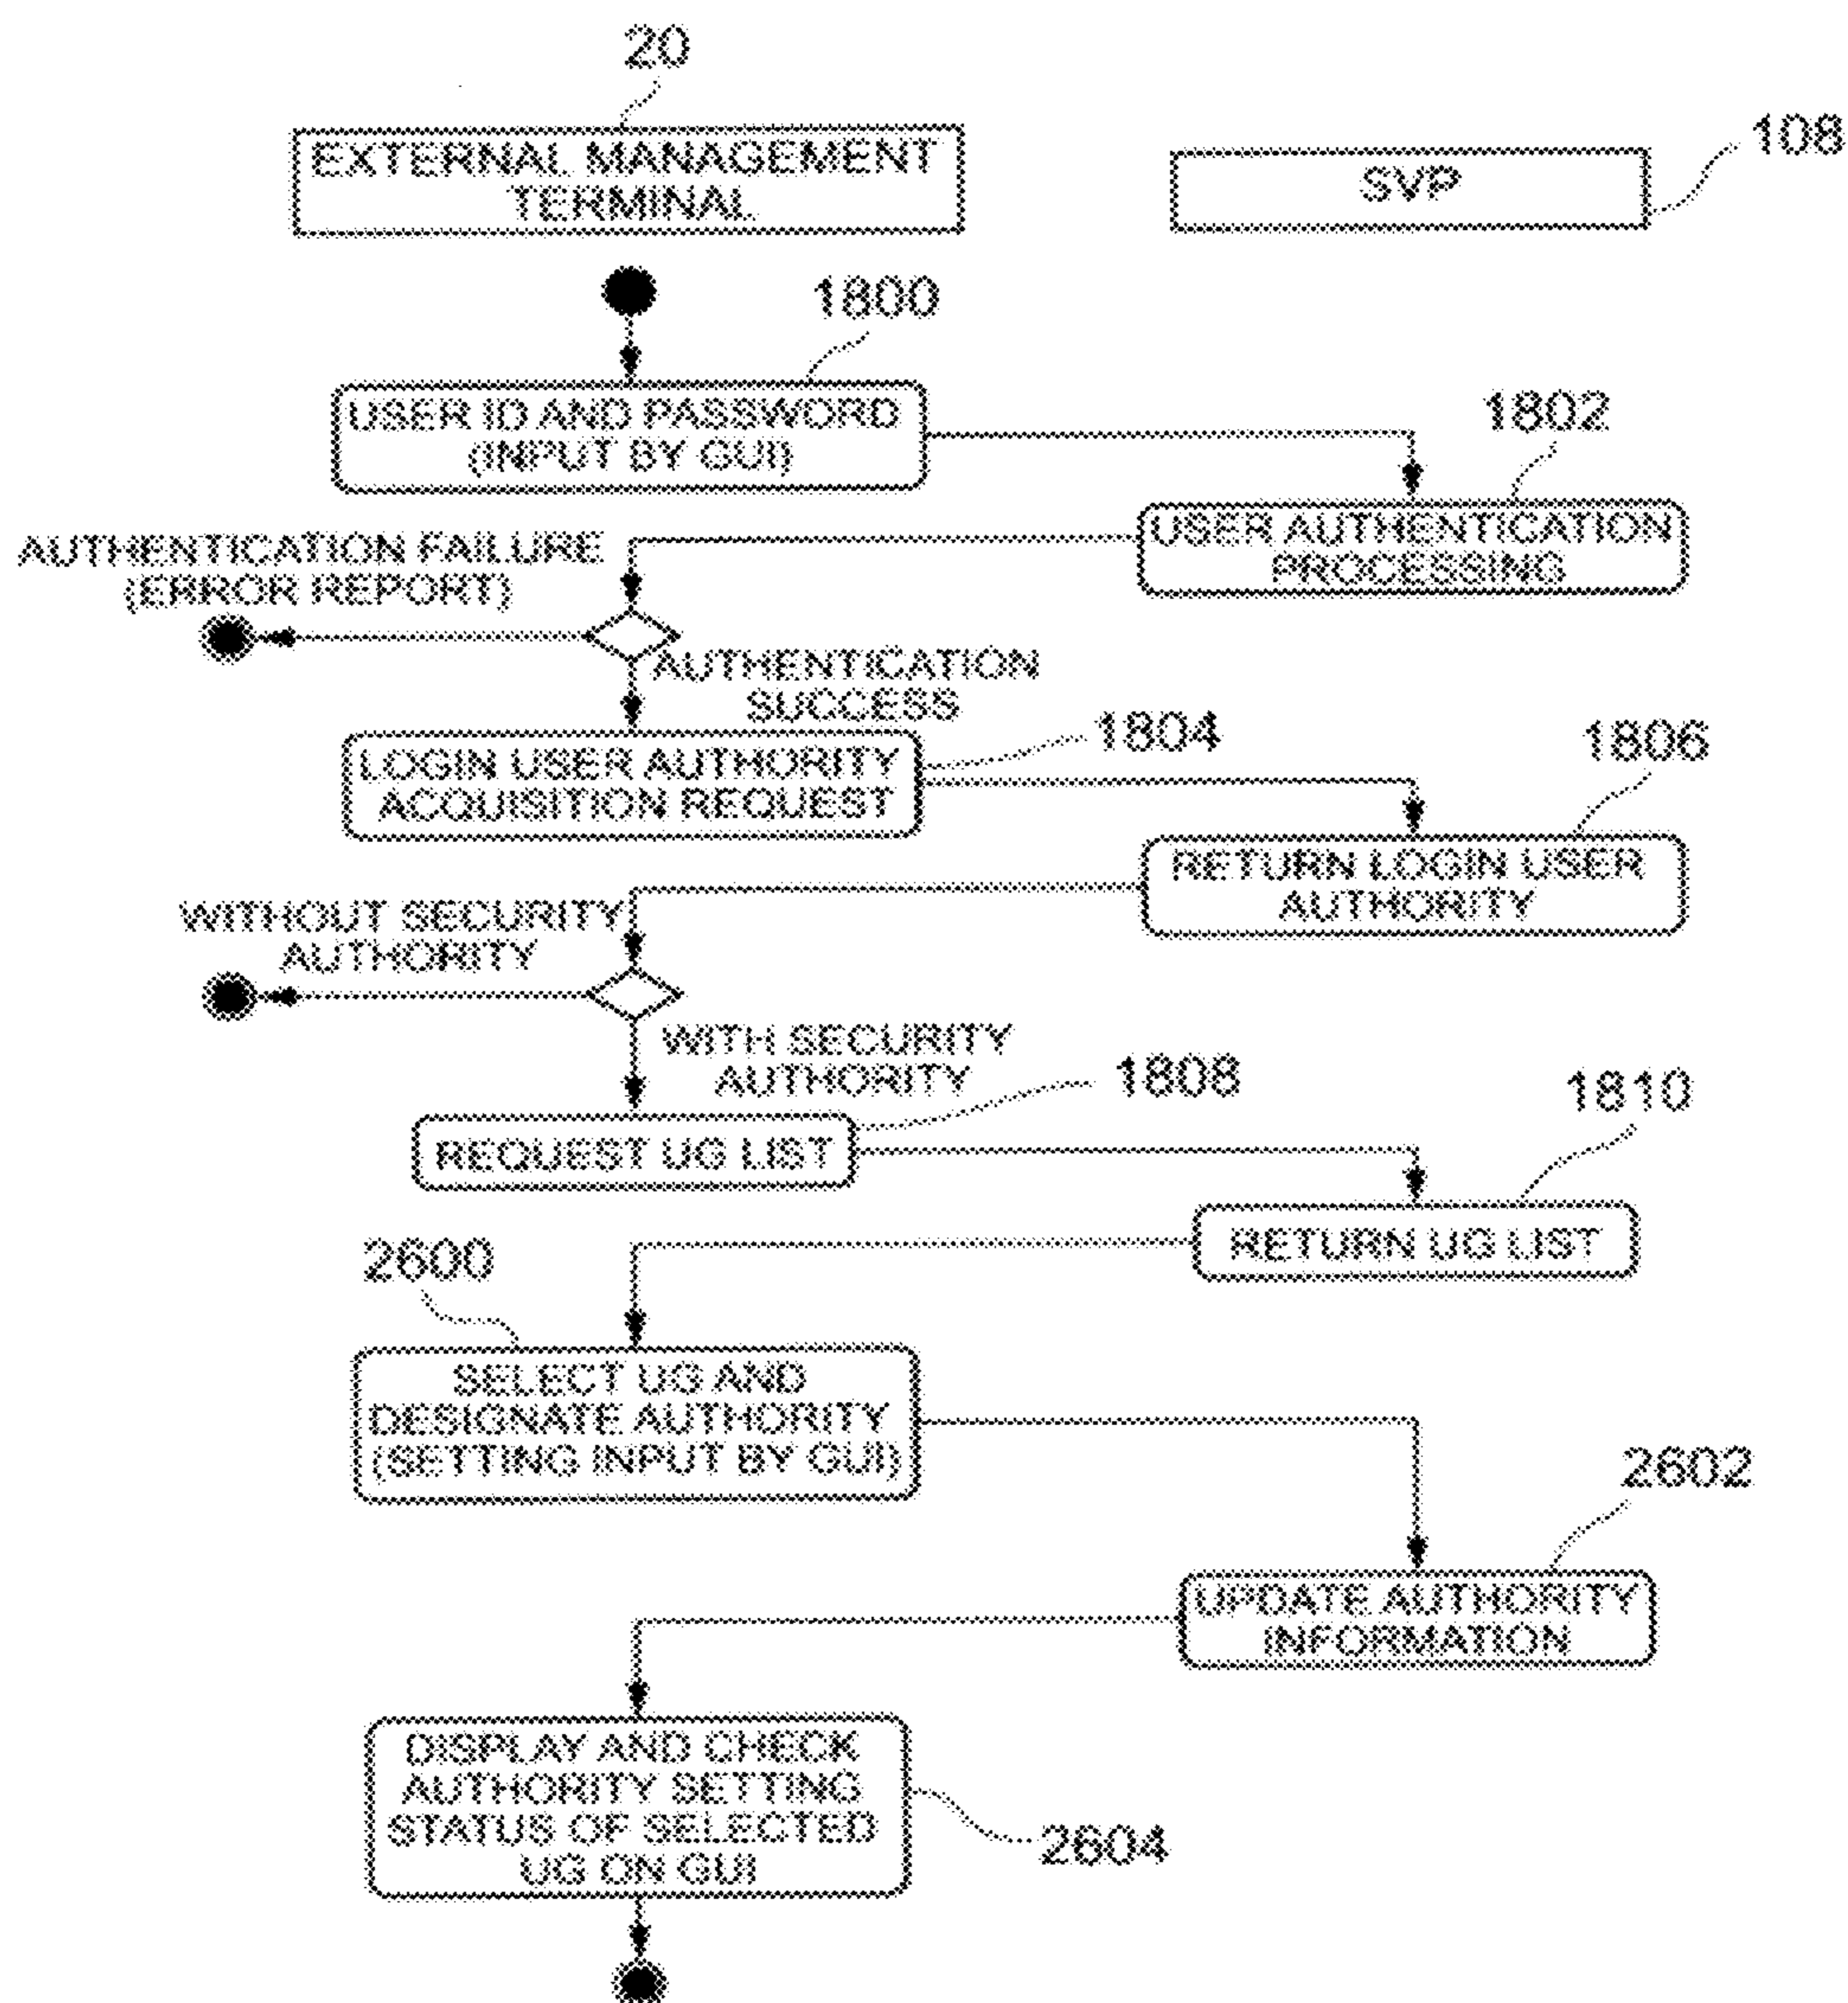 20
EXTERNAL MANAGEMENT
TERMINAL
SVP
108
1800
USER ID AND PASSWORD
(INPUT BY GUI)
1802
USER AUTHENTICATION
PROCESSING
AUTHENTICATION FAILURE
(ERROR REPORT)
AUTHENTICATION
SUCCESS
1804
LOGIN USER AUTHORITY
ACQUISITION REQUEST
1806
RETURN LOGIN USER
AUTHORITY
WITHOUT SECURITY
AUTHORITY
WITH SECURITY
AUTHORITY
1808
REQUEST UG LIST
1810
RETURN UG LIST
2600
SELECT UG AND
DESIGNATE AUTHORITY
(SETTING INPUT BY GUI)
2602
UPDATE AUTHORITY
INFORMATION
DISPLAY AND CHECK
AUTHORITY SETTING
STATUS OF SELECTED
UG ON GUI
2604